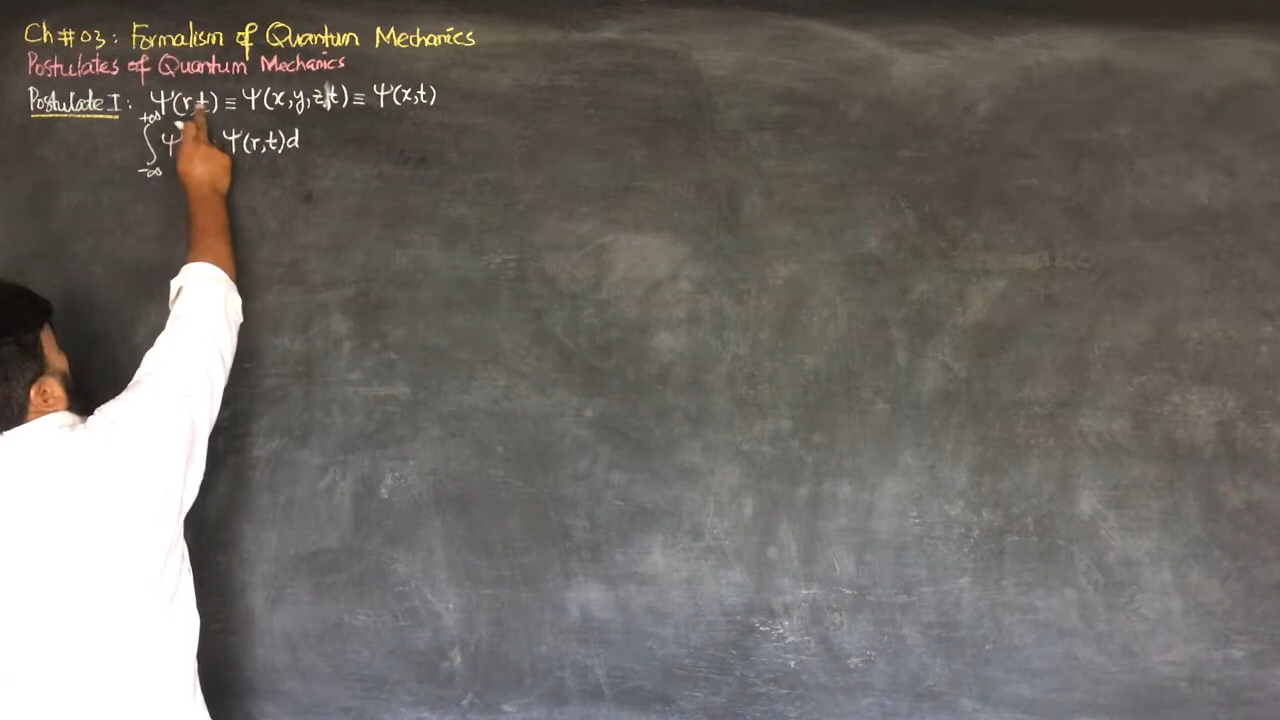 Ch # 03: Formalism of Quantum Mechanics
Postulates of Quantum Mechanics
Postulate I: Ψ(r,t) ≡ Ψ(x,y,z,t) ≡ Ψ(x,t)
∫_{-∞}^{+∞} Ψ Ψ(r,t)d